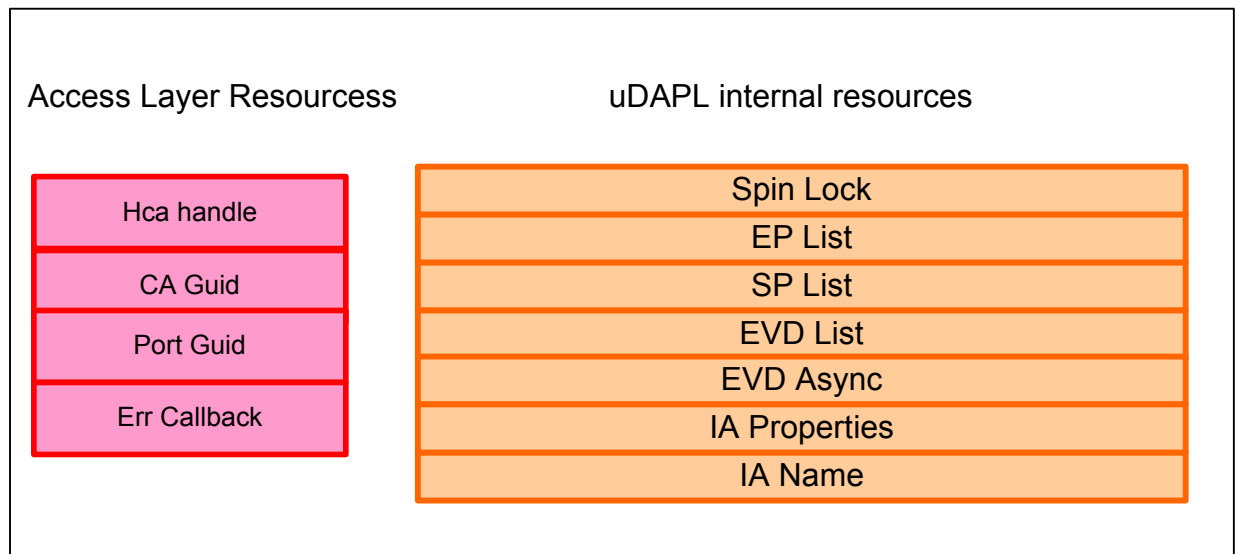 Access Layer Resourcess
uDAPL internal resources
Hca handle
CA Guid
Port Guid
Err Callback
Spin Lock
EP List
SP List
EVD List
EVD Async
IA Properties
IA Name